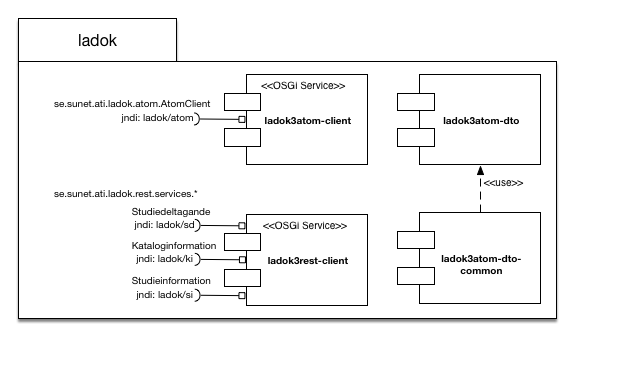 ladok
<<OSGi Service>>
se.sunet.ati.ladok.atom.AtomClient
jndi: ladok/atom
ladok3atom-client
ladok3atom-dto
<<use>>
se.sunet.ati.ladok.rest.services.*
Studiedeltagande
jndi: ladok/sd
<<OSGi Service>>
Kataloginformation
jndi: ladok/ki
ladok3rest-client
Studieinformation
jndi: ladok/si
ladok3atom-dto-
common